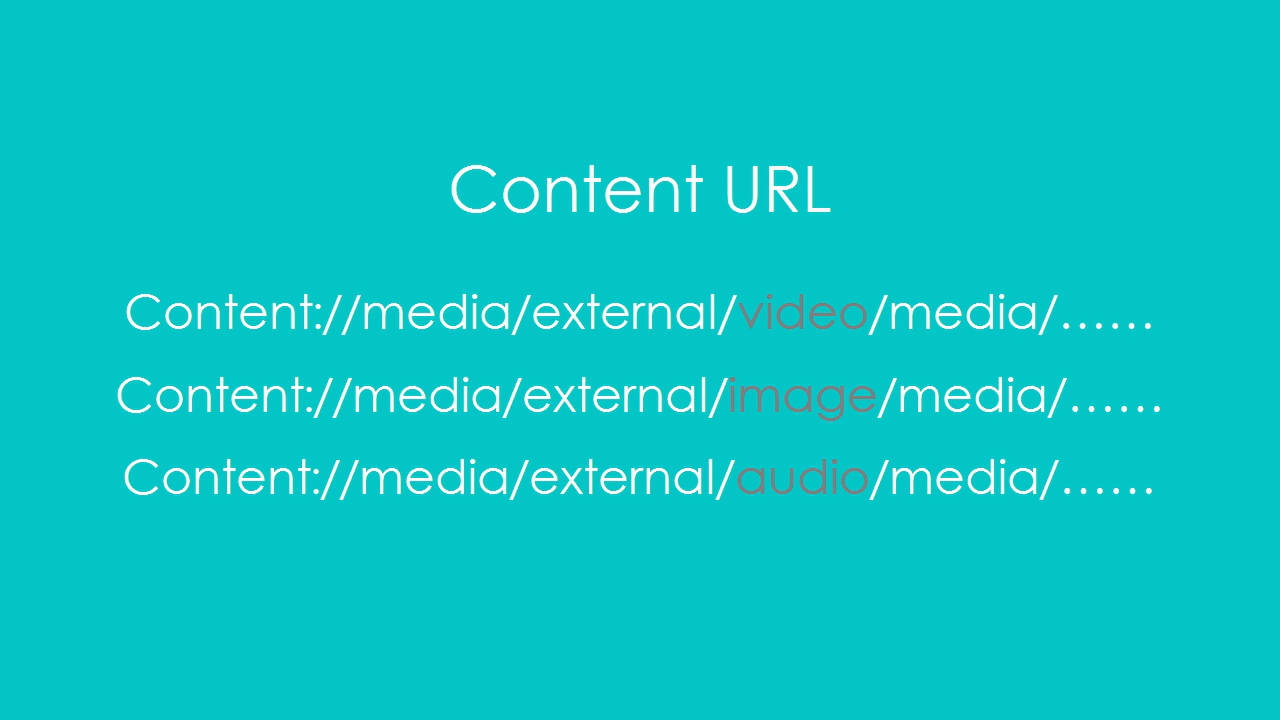 Content URL
Content://media/external/video/media/......
Content://media/external/image/media/......
Content://media/external/audio/media/......